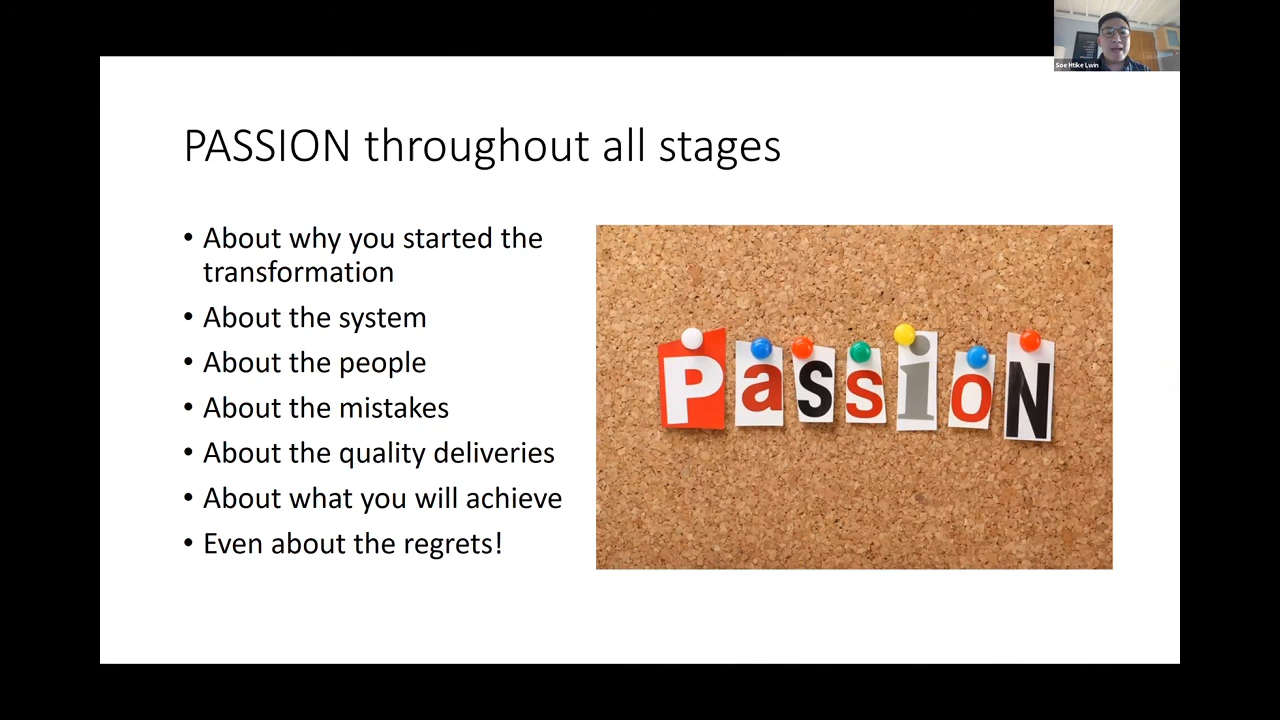 Soe Htike Lwin
PASSION throughout all stages
• About why you started the
transformation
• About the system
• About the people
• About the mistakes
• About the quality deliveries
• About what you will achieve
• Even about the regrets!
PassioN